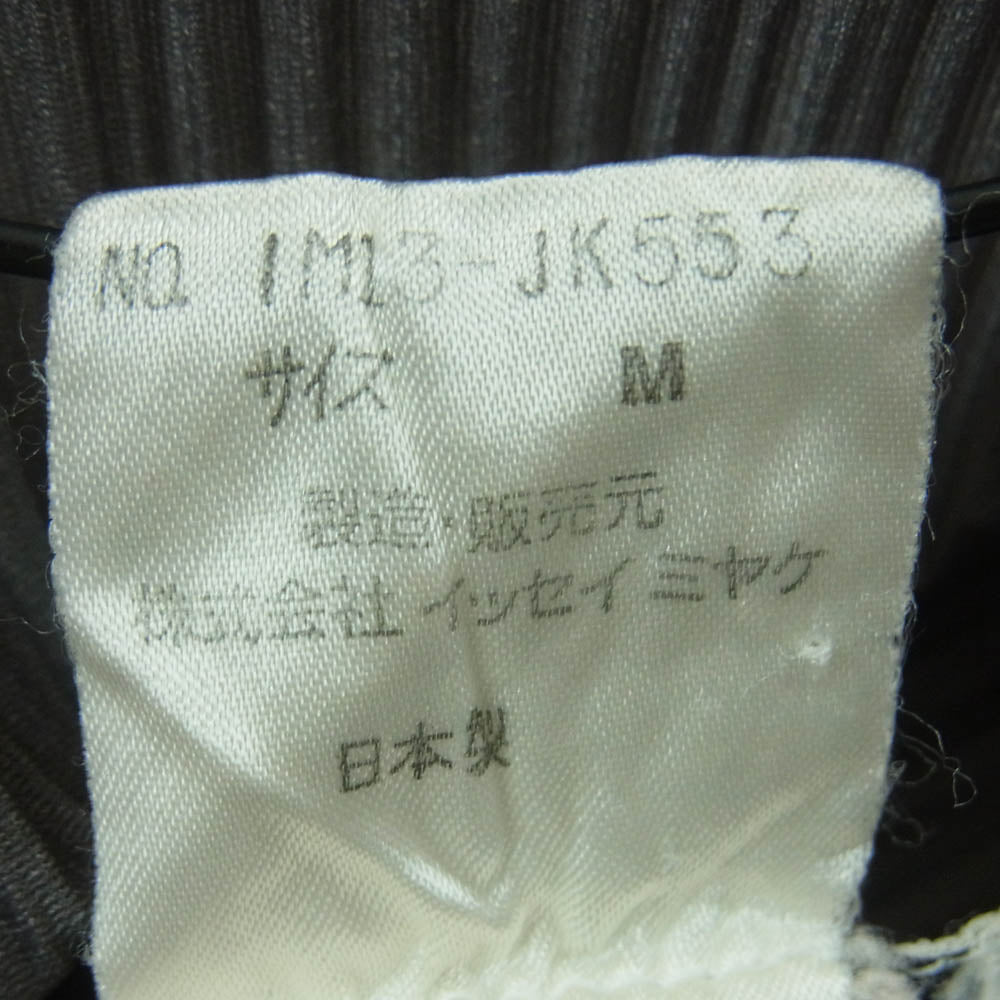 NO. IM13-JK553
サイズ M
製造・販売元
株式会社 イッセイ ミヤケ
日本製